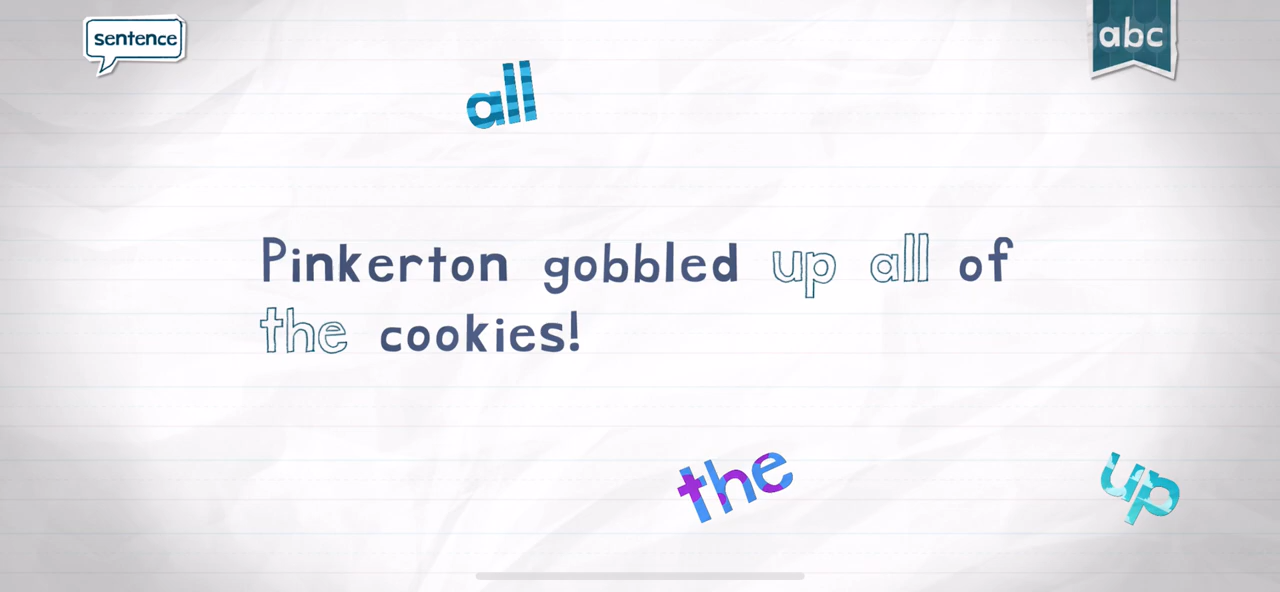 sentence
abc
all
Pinkerton gobbled up all of
the cookies!
the
up